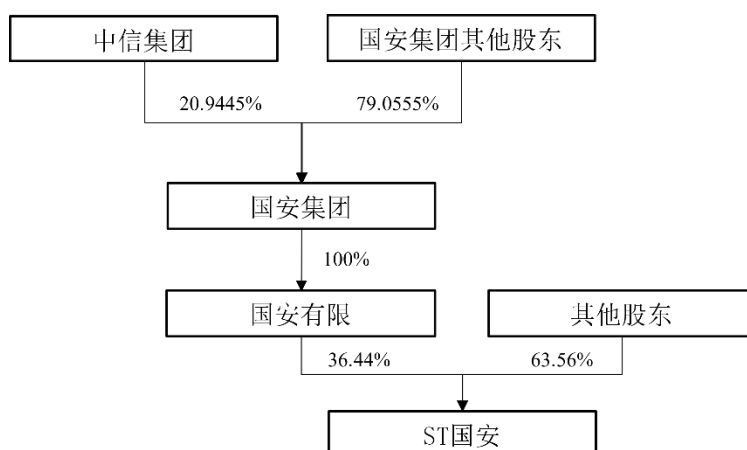 中信集团
国安集团其他股东
20.9445%
79.0555%
国安集团
100%
国安有限
其他股东
36.44%
63.56%
ST国安